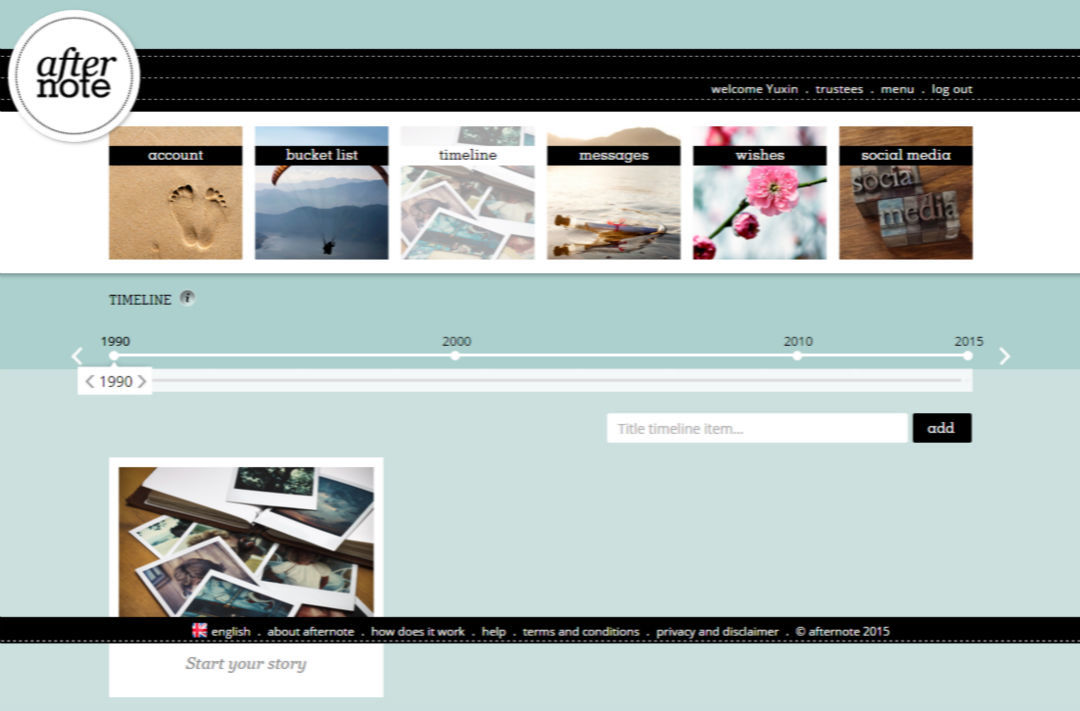 after
note
welcome Yuxin . trustees . menu . log out
account
bucket list
timeline
messages
wishes
social media
social
media
TIMELINE i
1990
2000
2010
2015
1990
Title timeline item...
add
english . about afternote . how does it work . help . terms and conditions . privacy and disclaimer . © afternote 2015
Start your story